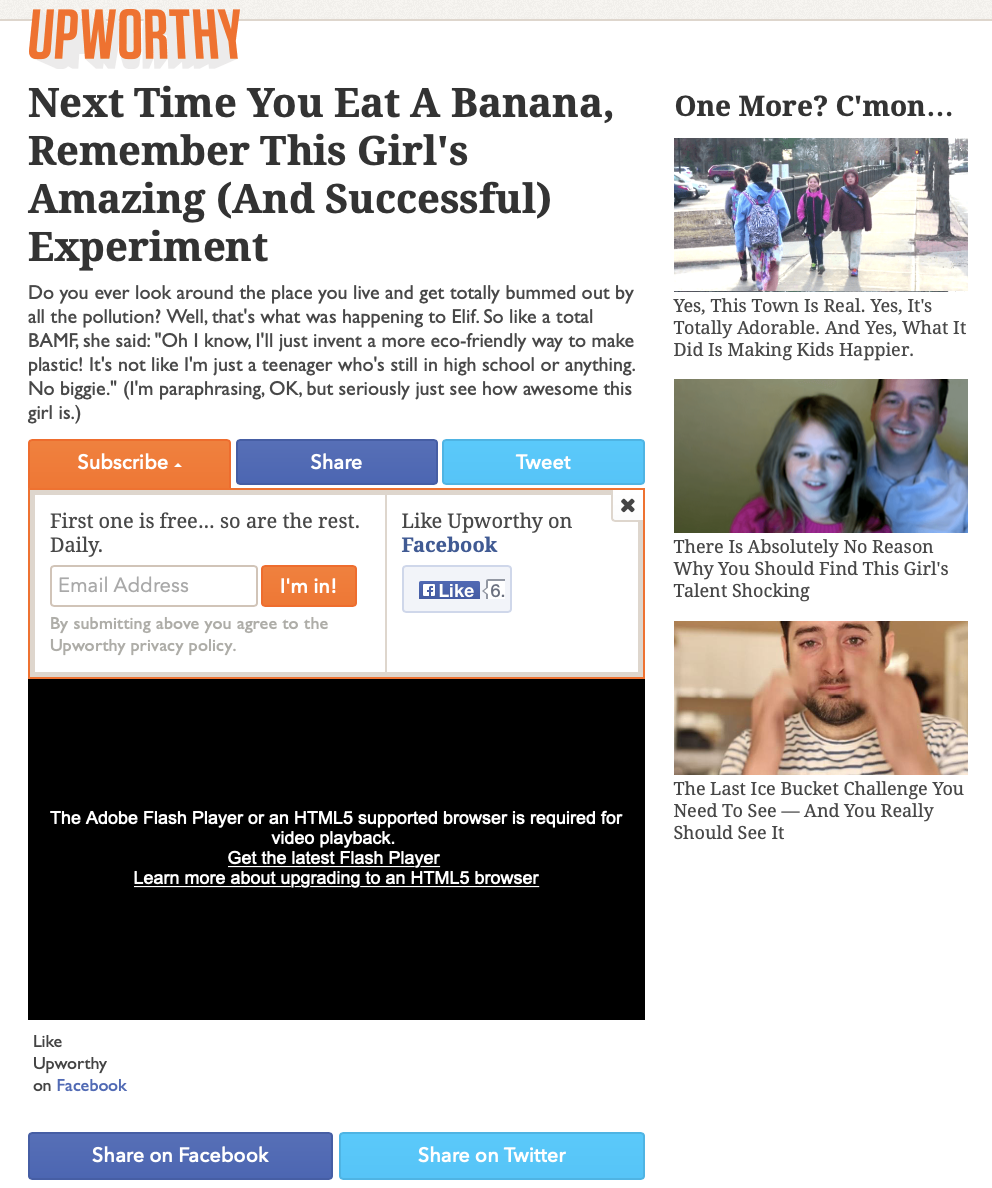 UPWORTHY
Next Time You Eat A Banana,
Remember This Girl's
Amazing (And Successful)
Experiment
Do you ever look around the place you live and get totally bummed out by
all the pollution? Well, that's what was happening to Elif. So like a total
BAMF, she said: "Oh I know, I'll just invent a more eco-friendly way to make
plastic! It's not like I'm just a teenager who's still in high school or anything.
No biggie." (I'm paraphrasing, OK, but seriously just see how awesome this
girl is.)
Subscribe
Share
Tweet
First one is free... so are the rest.
Daily.
Email Address
I'm in!
By submitting above you agree to the
Upworthy privacy policy.
Like Upworthy on
Facebook
Like
6.
The Adobe Flash Player or an HTML5 supported browser is required for
video playback.
Get the latest Flash Player
Learn more about upgrading to an HTML5 browser
Like
Upworthy
on Facebook
Share on Facebook
Share on Twitter
One More? C'mon...
Yes, This Town Is Real. Yes, It's
Totally Adorable. And Yes, What It
Did Is Making Kids Happier.
There Is Absolutely No Reason
Why You Should Find This Girl's
Talent Shocking
The Last Ice Bucket Challenge You
Need To See — And You Really
Should See It